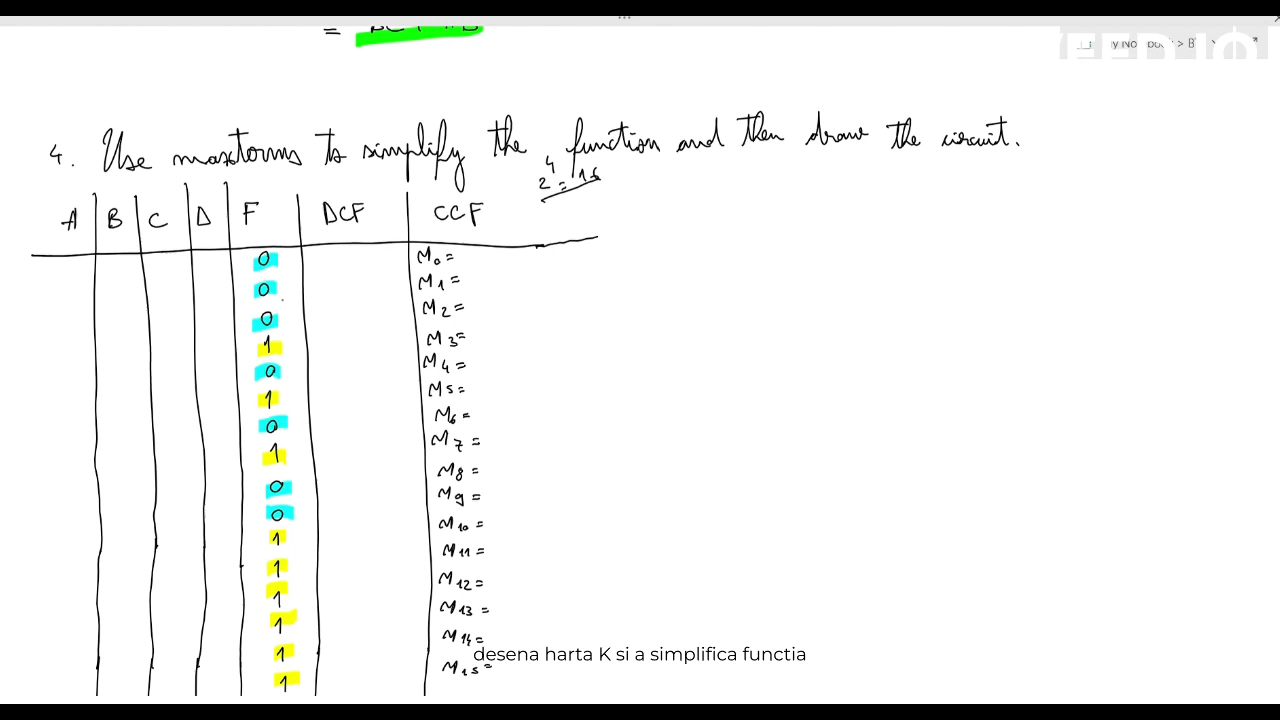 =
4. Use maxterms to simplify the function and then draw the circuit.
2⁴ = 16
A B C D F DCF CCF
0 M0 =
0 M1 =
0 M2 =
1 M3 =
0 M4 =
1 M5 =
0 M6 =
1 M7 =
0 M8 =
0 M9 =
1 M10 =
1 M11 =
1 M12 =
1 M13 =
1 M14 =
1 M15 =
desena harta K si a simplifica functia